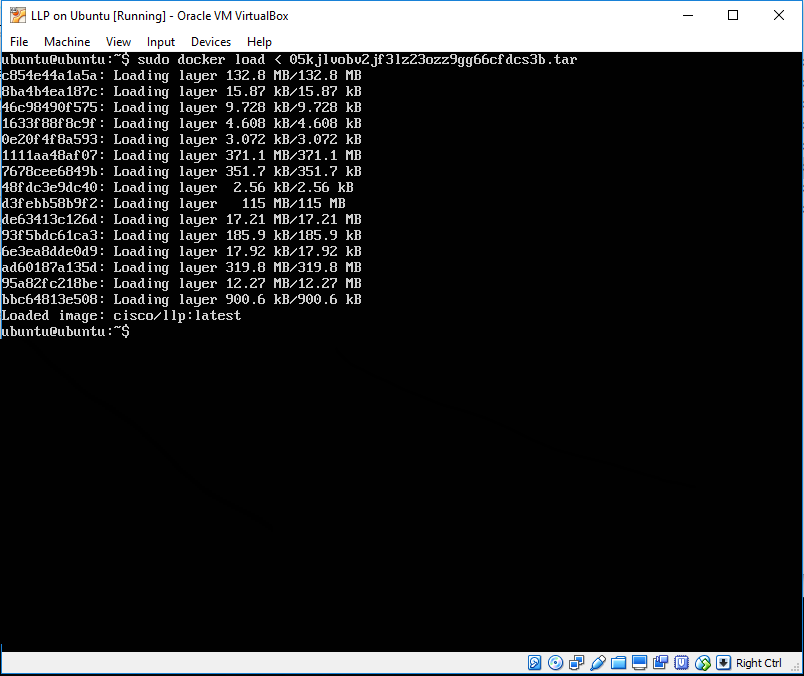 LLP on Ubuntu [Running] - Oracle VM VirtualBox
File Machine View Input Devices Help
ubuntu@ubuntu:~$ sudo docker load < 05kjlvobv2jf3lz23ozz9gg66cfdcs3b.tar
c854e44a1a5a: Loading layer 132.8 MB/132.8 MB
8ba4b4ea187c: Loading layer 15.87 kB/15.87 kB
46c98490f575: Loading layer 9.728 kB/9.728 kB
1633f88f8c9f: Loading layer 4.608 kB/4.608 kB
0e20f4f8a593: Loading layer 3.072 kB/3.072 kB
1111aa48af07: Loading layer 371.1 MB/371.1 MB
7678cee6849b: Loading layer 351.7 kB/351.7 kB
48fdc3e9dc40: Loading layer  2.56 kB/2.56 kB
d3febb58b9f2: Loading layer   115 MB/115 MB
de63413c126d: Loading layer 17.21 MB/17.21 MB
93f5bdc61ca3: Loading layer 185.9 kB/185.9 kB
6e3ea8dde0d9: Loading layer 17.92 kB/17.92 kB
ad60187a135d: Loading layer 319.8 MB/319.8 MB
95a82fc218be: Loading layer 12.27 MB/12.27 MB
bbc64813e508: Loading layer 900.6 kB/900.6 kB
Loaded image: cisco/llp:latest
ubuntu@ubuntu:~$
Right Ctrl